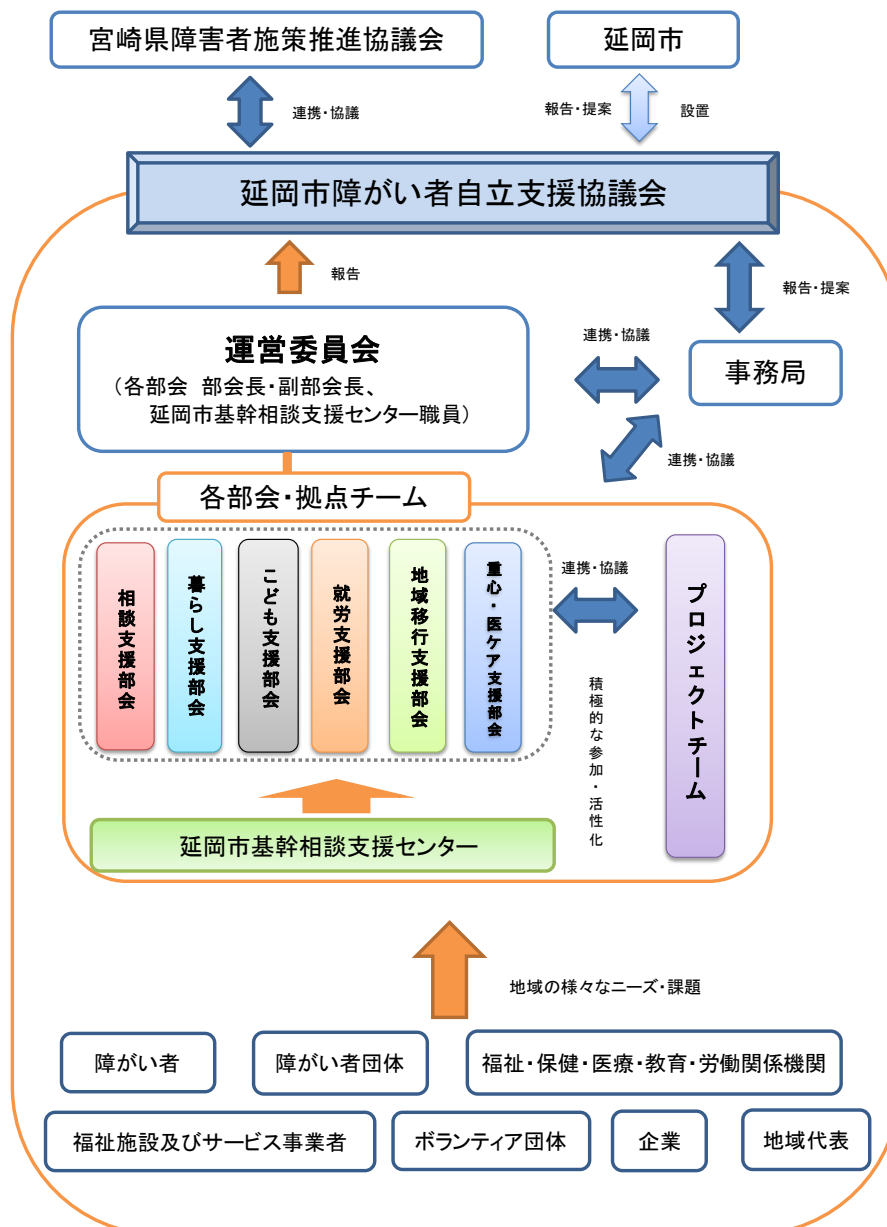 宮崎県障害者施策推進協議会
延岡市
連携・協議
報告・提案
設置
延岡市障がい者自立支援協議会
報告
報告・提案
運営委員会
（各部会　部会長・副部会長、
延岡市基幹相談支援センター職員）
連携・協議
事務局
連携・協議
各部会・拠点チーム
相談支援部会
暮らし支援部会
こども支援部会
就労支援部会
地域移行支援部会
重心・医ケア支援部会
連携・協議
積極的な参加・活性化
プロジェクトチーム
延岡市基幹相談支援センター
地域の様々なニーズ・課題
障がい者
障がい者団体
福祉・保健・医療・教育・労働関係機関
福祉施設及びサービス事業者
ボランティア団体
企業
地域代表